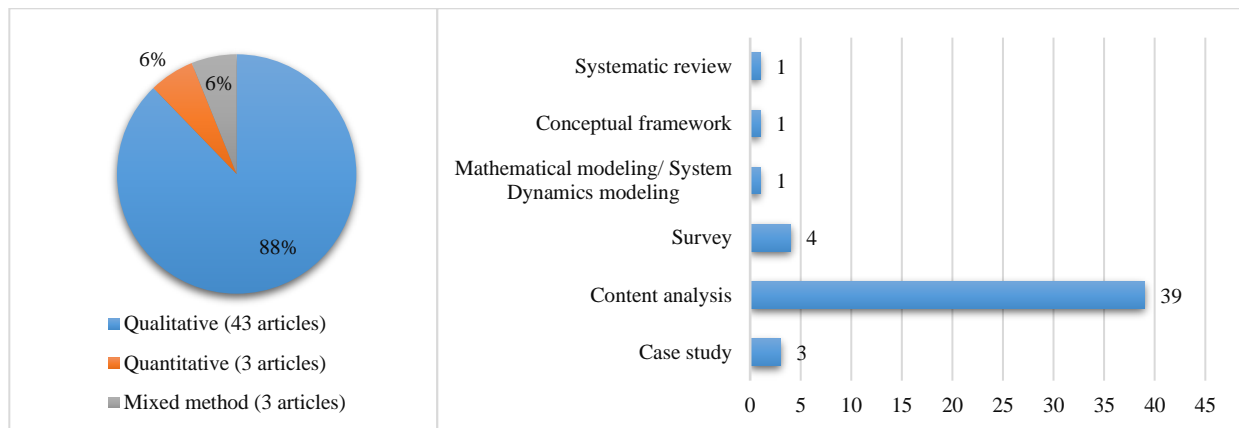 6%
6%
88%
Qualitative (43 articles)
Quantitative (3 articles)
Mixed method (3 articles)
Systematic review
1
Conceptual framework
1
Mathematical modeling/ System
Dynamics modeling
1
Survey
4
Content analysis
39
Case study
3
0 5 10 15 20 25 30 35 40 45